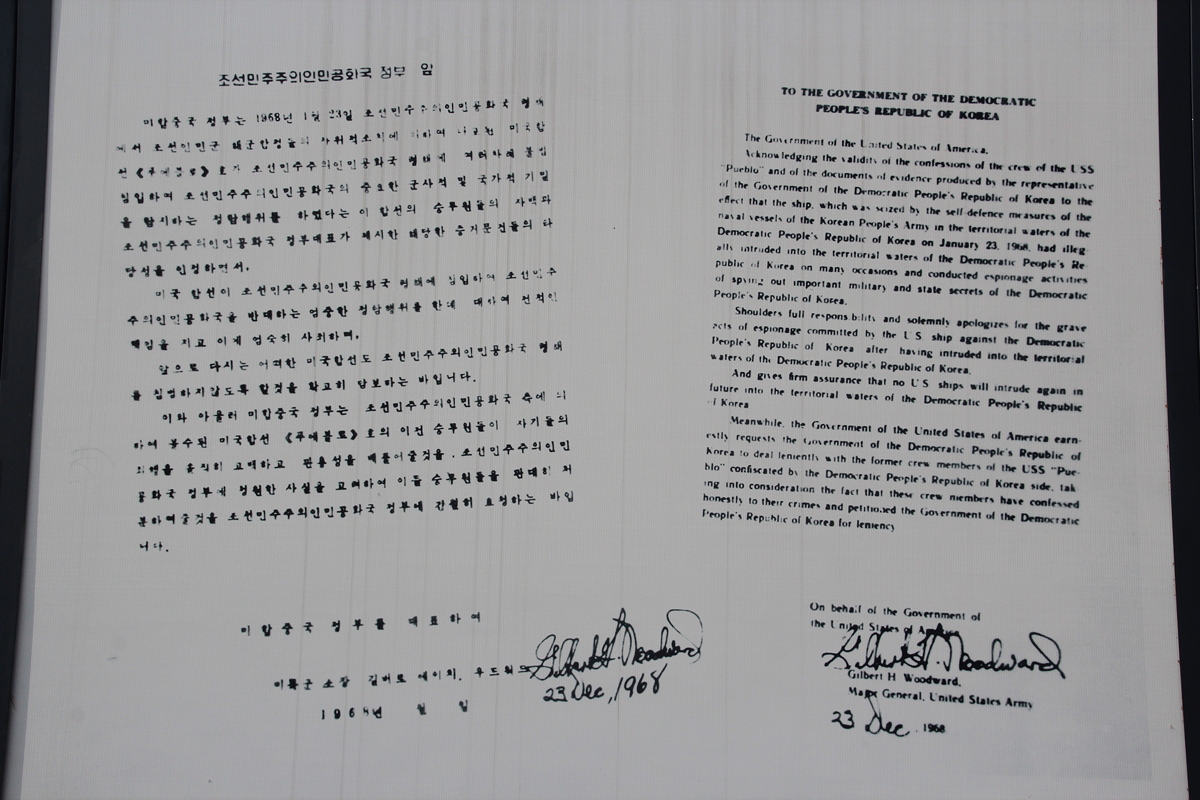 조선민주주의인민공화국 정부 앞
미합중국 정부는 1968년 1월 23일 조선민주주의인민공화국 령해
에서 조선인민군 해군함정들의 자위적조치에 의하여 나포된 미국함
선 《푸에블로》호가 조선민주주의인민공화국 령해에 여러차례 불법
침입하여 조선민주주의인민공화국의 중요한 군사적 및 국가적 기밀
을 탐지하는 정탐행위를 하였다는 이 함선의 승무원들의 자백과
조선민주주의인민공화국 정부대표가 제시한 해당한 증거문건들의 타
당성을 인정하면서,
미국 함선이 조선민주주의인민공화국 령해에 침입하여 조선민주
주의인민공화국을 반대하는 엄중한 정탐행위를 한데 대하여 전적인
책임을 지고 이에 엄숙히 사죄하며,
앞으로 다시는 어떠한 미국함선도 조선민주주의인민공화국 령해
를 침범하지않도록 할것을 확고히 담보하는 바입니다.
이와 아울러 미합중국 정부는 조선민주주의인민공화국 측에 의
하여 몰수된 미국함선 《푸에블로》호의 이전 승무원들이 자기들의
죄행을 솔직히 고백하고 관용성을 베풀어줄것을 조선민주주의인민
공화국 정부에 청원한 사실을 고려하여 이들 승무원들을 관대히 처
분하여줄것을 조선민주주의인민공화국 정부에 간절히 요청하는 바입
니다.
미합중국 정부를 대표하여
미륙군 소장 길버트 에이치. 우드워드
Gilbert H. Woodward
1968년 월 일
23 Dec, 1968
TO THE GOVERNMENT OF THE DEMOCRATIC
PEOPLE'S REPUBLIC OF KOREA
The Government of the United States of America,
Acknowledging the validity of the confessions of the crew of the USS
"Pueblo" and of the documents of evidence produced by the representative
of the Government of the Democratic People's Republic of Korea to the
effect that the ship, which was seized by the self-defence measures of the
naval vessels of the Korean People's Army in the territorial waters of the
Democratic People's Republic of Korea on January 23, 1968, had illeg-
ally intruded into the territorial waters of the Democratic People's Re-
public of Korea on many occasions and conducted espionage activities
of spying out important military and state secrets of the Democratic
People's Republic of Korea.
Shoulders full responsibility and solemnly apologizes for the grave
acts of espionage committed by the U S ship against the Democratic
People's Republic of Korea after having intruded into the territorial
waters of the Democratic People's Republic of Korea.
And gives firm assurance that no U.S ships will intrude again in
future into the territorial waters of the Democratic People's Republic
of Korea
Meanwhile, the Government of the United States of America earn-
estly requests the Government of the Democratic People's Republic of
Korea to deal leniently with the former crew members of the USS "Pue-
blo" confiscated by the Democratic People's Republic of Korea side, tak
ing into consideration the fact that these crew members have confessed
honestly to their crimes and petitioned the Government of the Democratic
People's Republic of Korea for leniency
On behalf of the Government of
the United States of America
Gilbert H. Woodward
Gilbert H Woodward,
Major General, United States Army
23 Dec. 1968